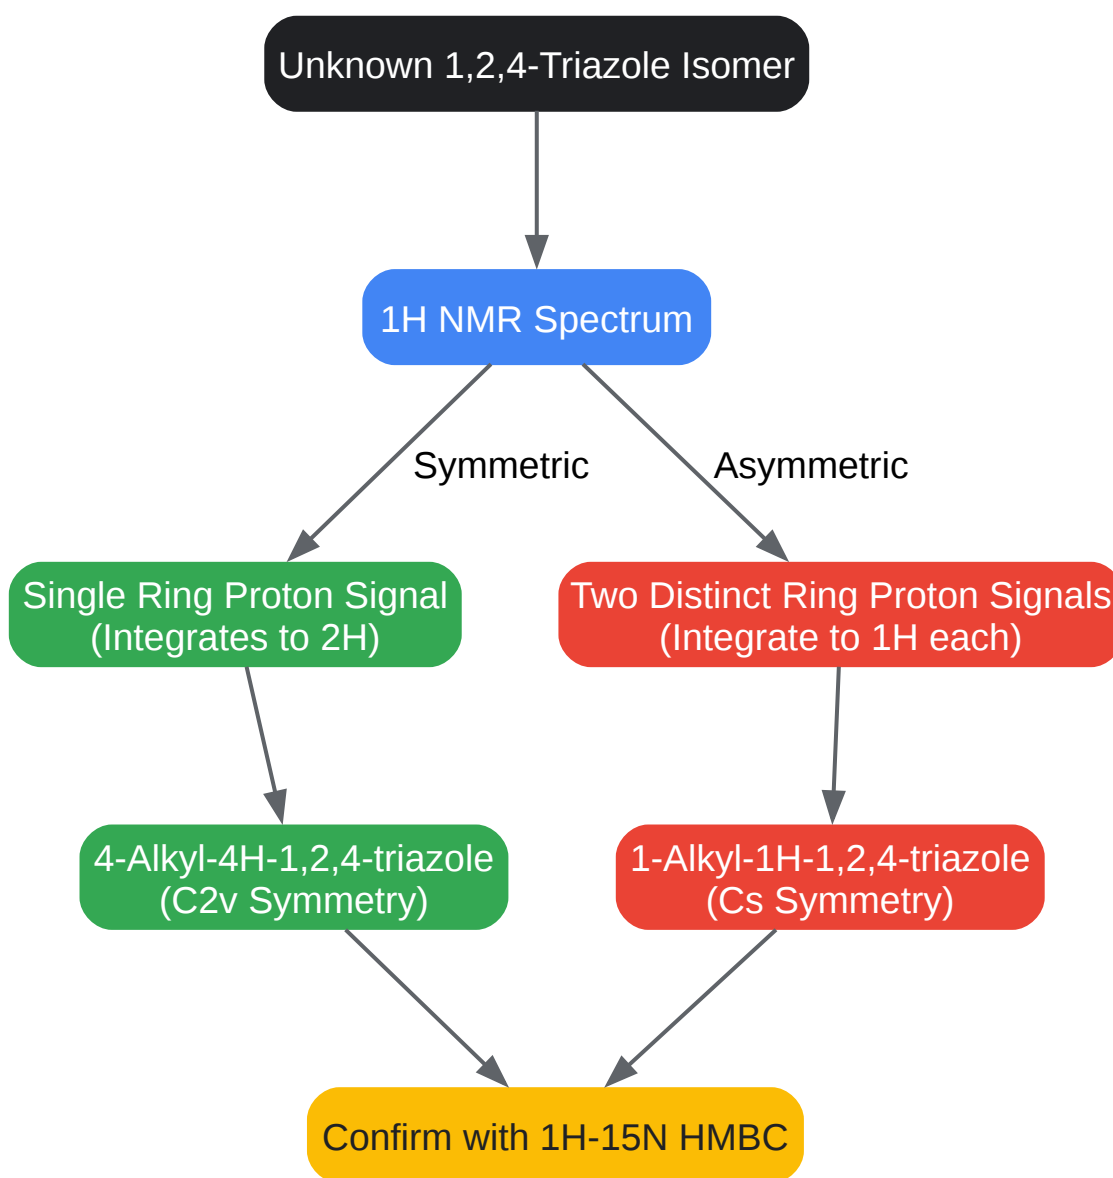 Unknown 1,2,4-Triazole Isomer
1H NMR Spectrum
Symmetric
Asymmetric
Single Ring Proton Signal
(Integrates to 2H)
Two Distinct Ring Proton Signals
(Integrate to 1H each)
4-Alkyl-4H-1,2,4-triazole
(C2v Symmetry)
1-Alkyl-1H-1,2,4-triazole
(Cs Symmetry)
Confirm with 1H-15N HMBC